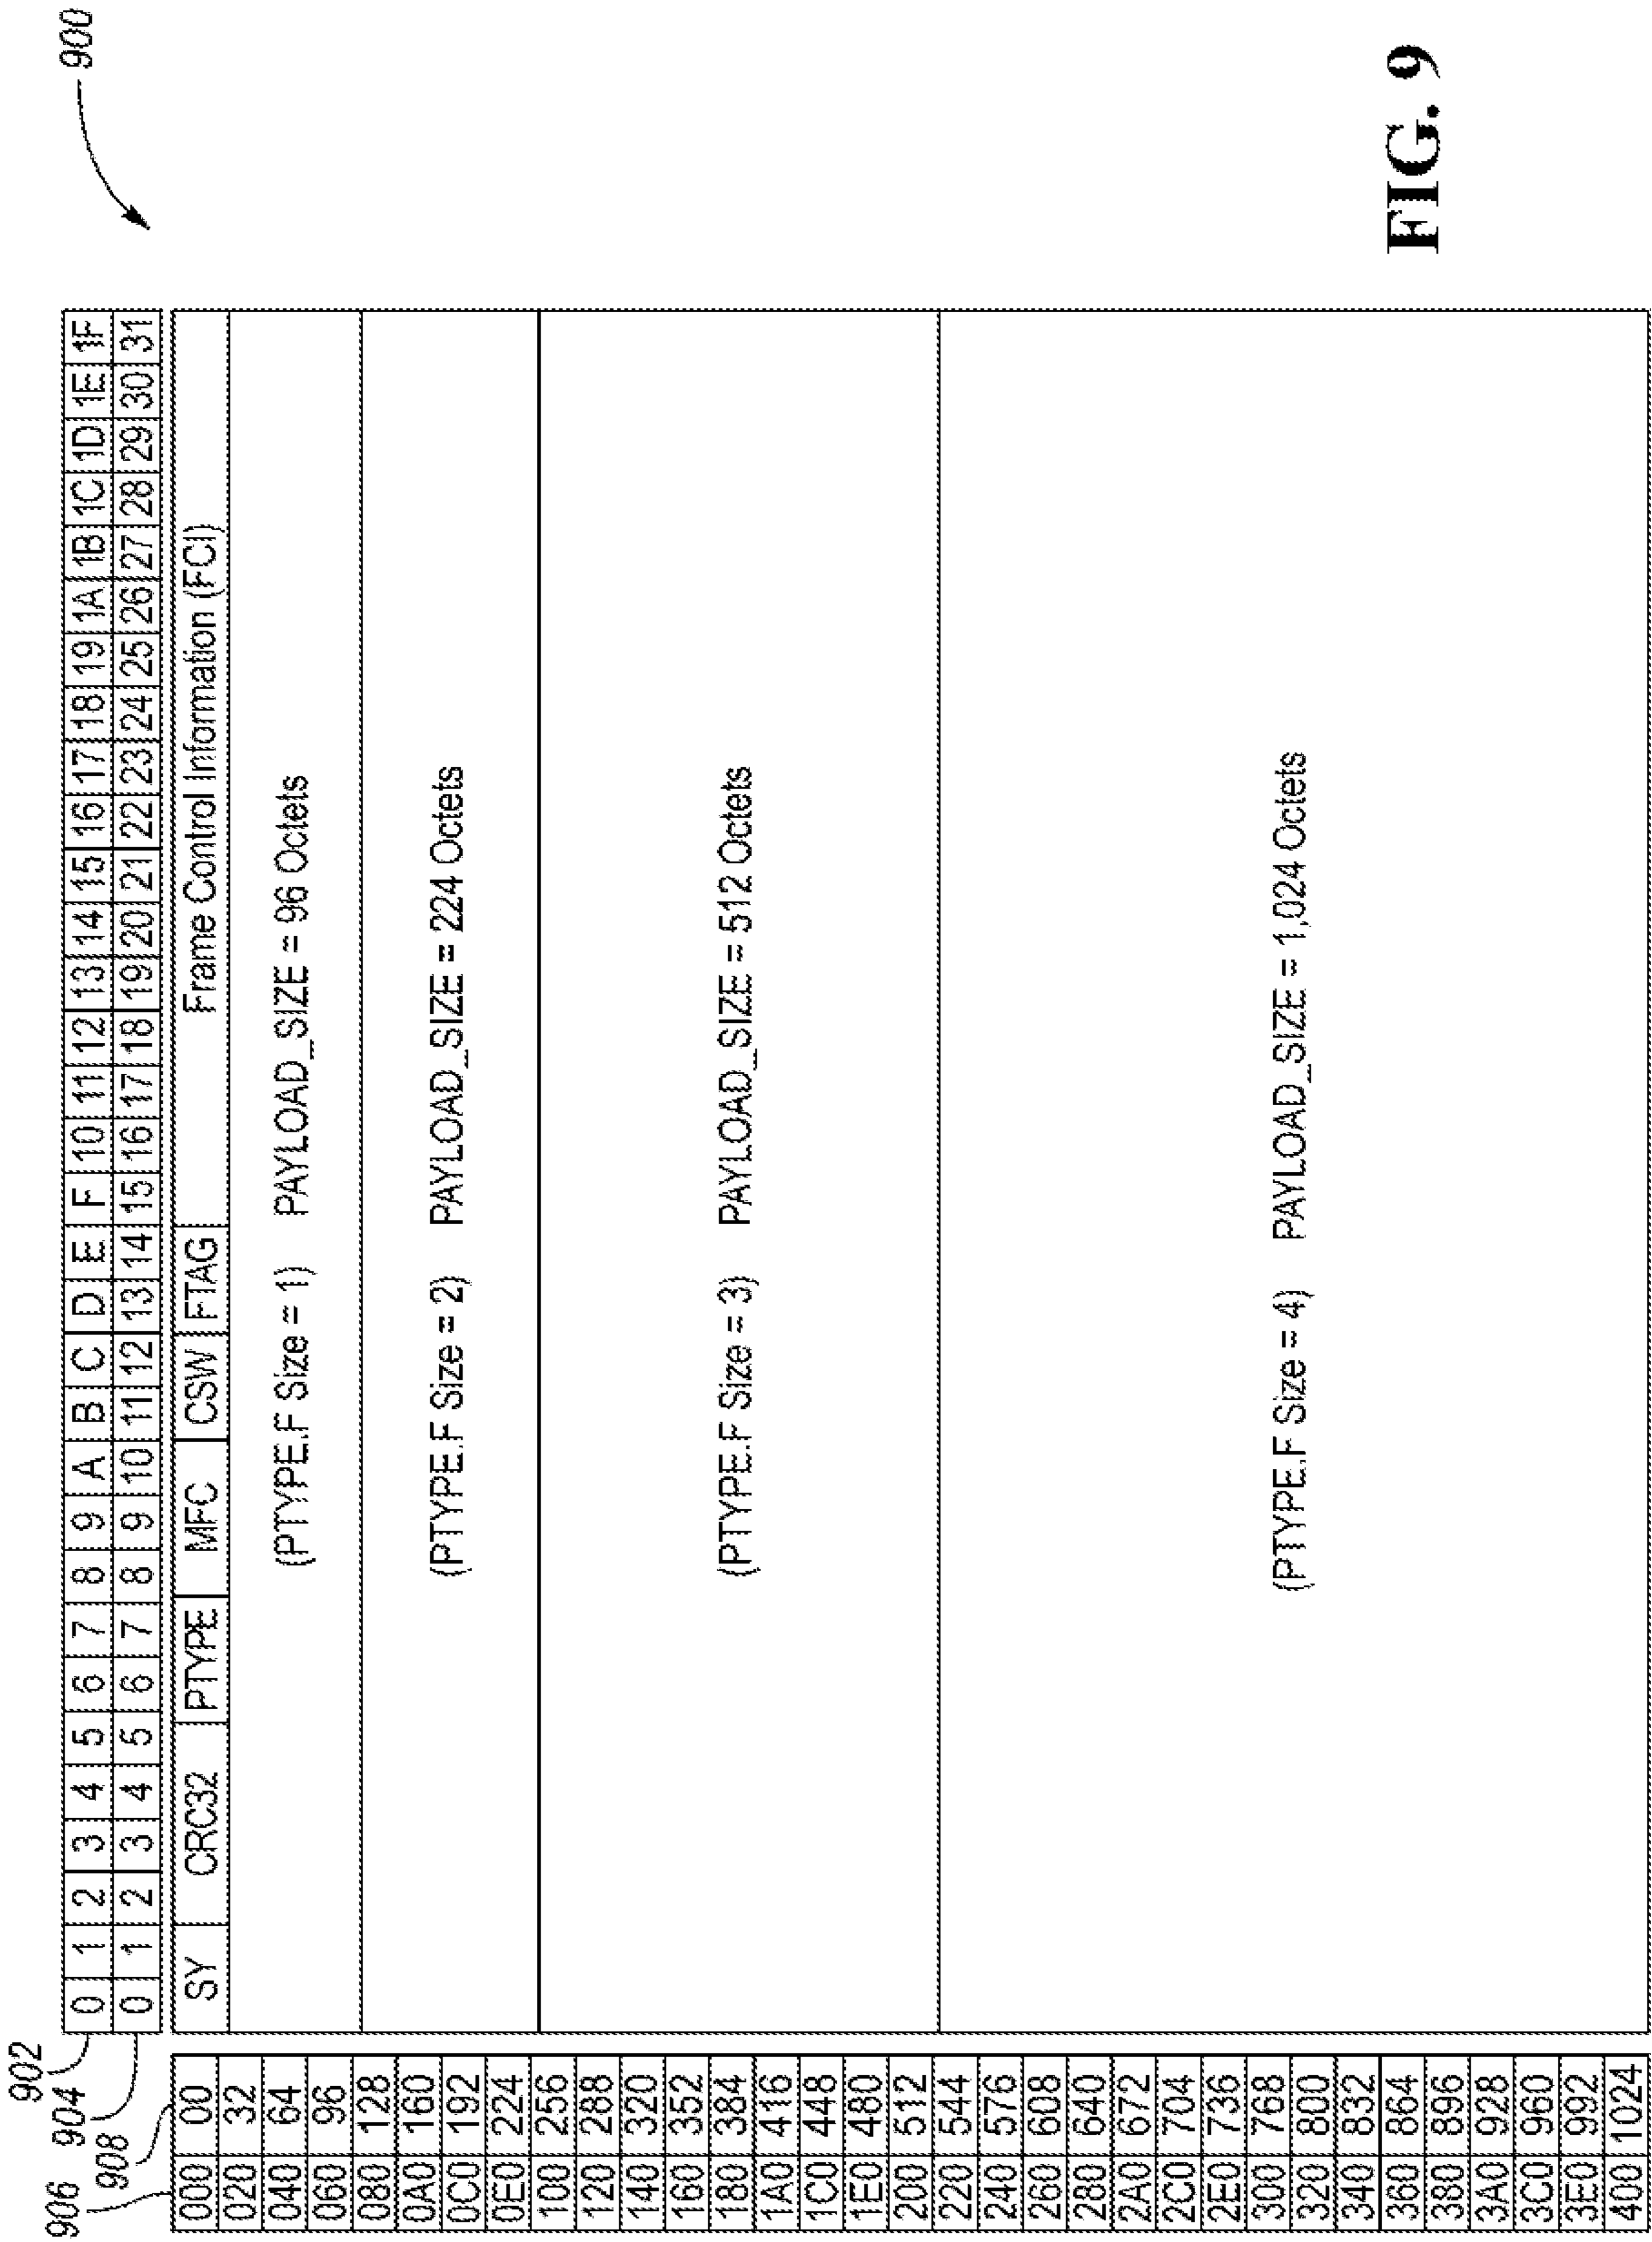 900
902
904
906
908
0 1 2 3 4 5 6 7 8 9 A B C D E F 10 11 12 13 14 15 16 17 18 19 1A 1B 1C 1D 1E 1F
0 1 2 3 4 5 6 7 8 9 10 11 12 13 14 15 16 17 18 19 20 21 22 23 24 25 26 27 28 29 30 31
000 00 SY CRC32 PTYPE MFC CSW FTAG Frame Control Information (FCI)
020 32
040 64 (PTYPE.F Size = 1) PAYLOAD_SIZE = 96 Octets
060 96
080 128
0A0 160 (PTYPE.F Size = 2) PAYLOAD_SIZE = 224 Octets
0C0 192
0E0 224
100 256
120 288
140 320
160 352
180 384 (PTYPE.F Size = 3) PAYLOAD_SIZE = 512 Octets
1A0 416
1C0 448
1E0 480
200 512
220 544
240 576
260 608
280 640
2A0 672
2C0 704
2E0 736
300 768 (PTYPE.F Size = 4) PAYLOAD_SIZE = 1,024 Octets
320 800
340 832
360 864
380 896
3A0 928
3C0 960
3E0 992
400 1024
FIG. 9